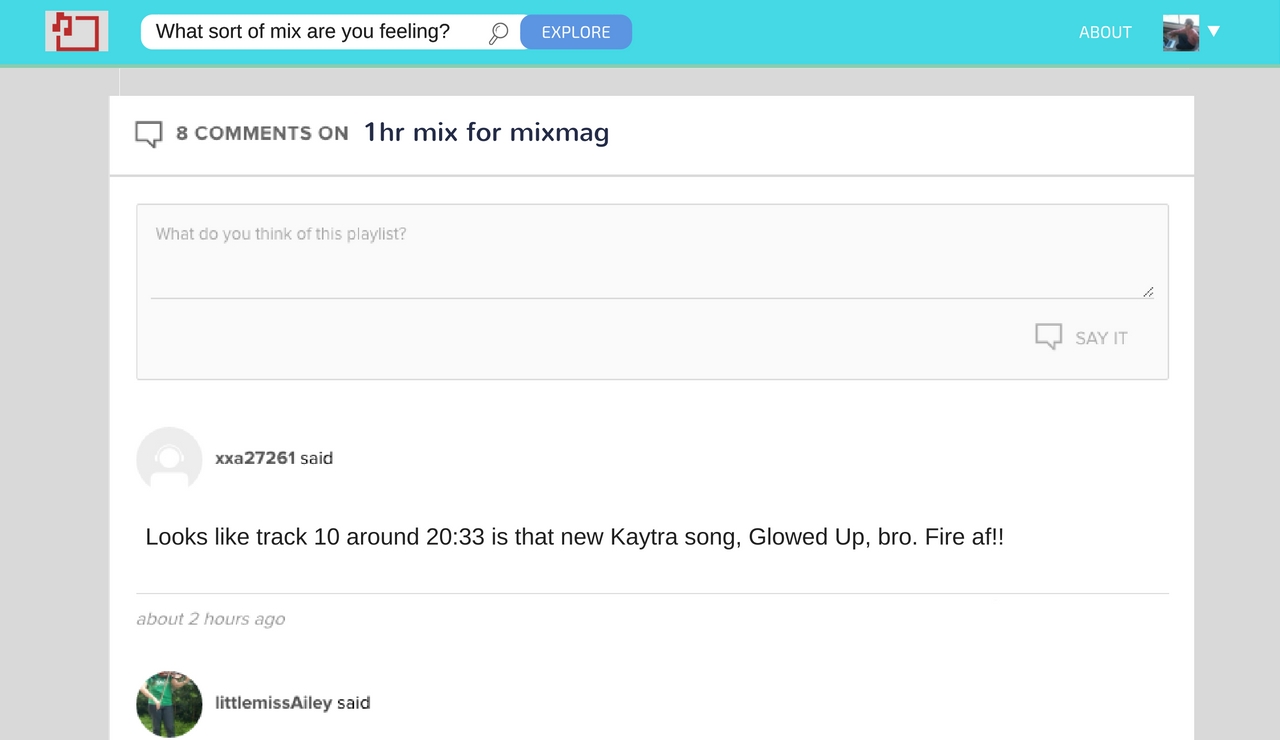 What sort of mix are you feeling? EXPLORE ABOUT
8 COMMENTS ON 1hr mix for mixmag
What do you think of this playlist?
SAY IT
xxa27261 said
Looks like track 10 around 20:33 is that new Kaytra song, Glowed Up, bro. Fire af!!
about 2 hours ago
littlemissAiley said